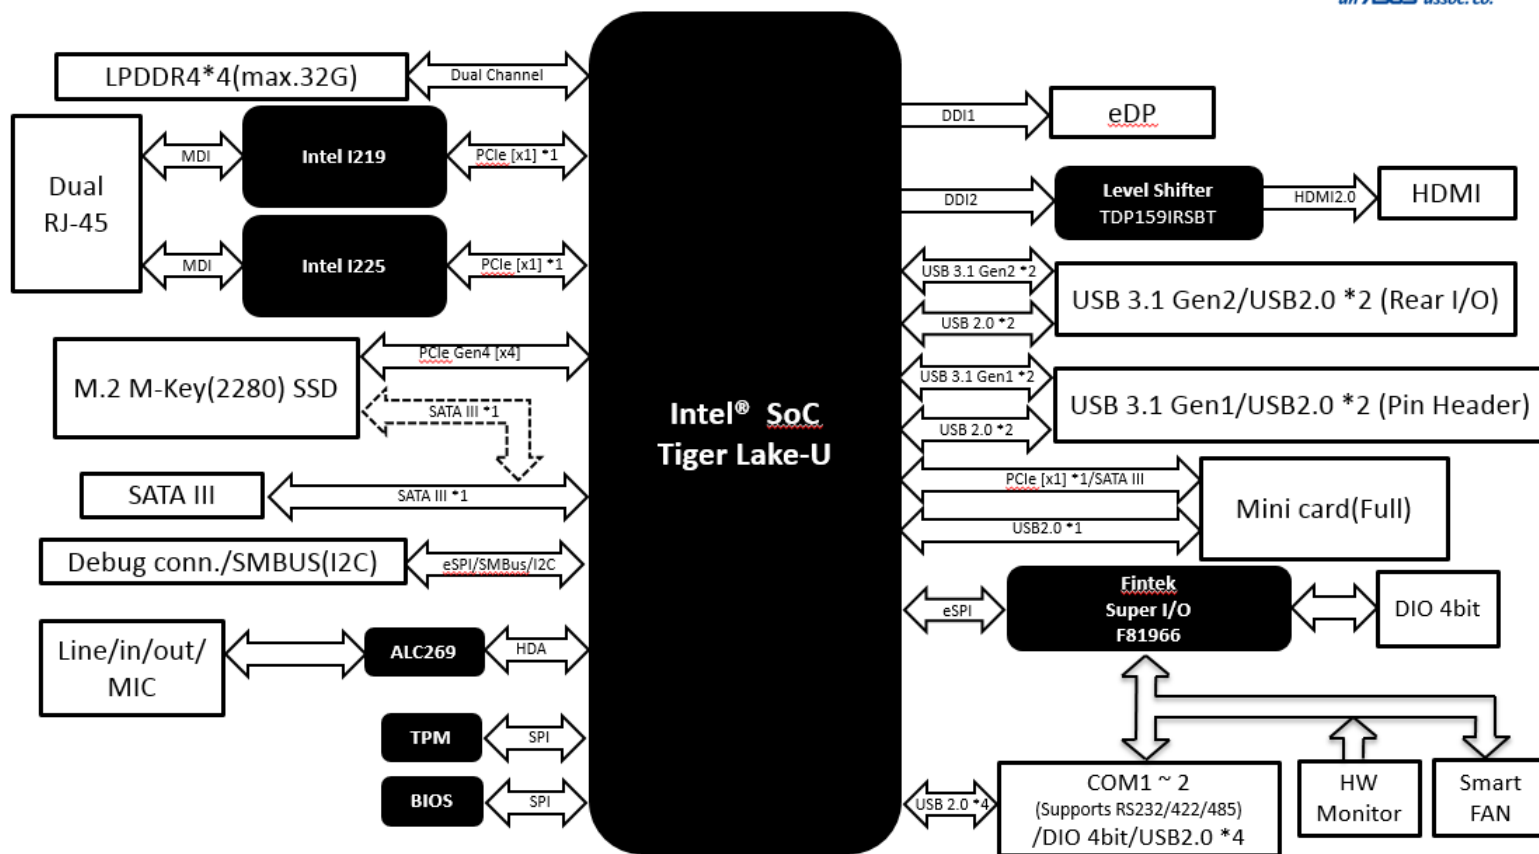 an ASUS assoc. co.
LPDDR4*4(max.32G)
Dual Channel
Dual
RJ-45
MDI
Intel I219
PCIe [x1] *1
MDI
Intel I225
PCIe [x1] *1
M.2 M-Key(2280) SSD
PCIe Gen4 [x4]
SATA III *1
SATA III
SATA III *1
Debug conn./SMBUS(I2C)
eSPI/SMBus/I2C
Line/in/out/
MIC
ALC269
HDA
TPM
SPI
BIOS
SPI
Intel® SoC
Tiger Lake-U
DDI1
eDP
DDI2
Level Shifter
TDP159IRSBT
HDMI2.0
HDMI
USB 3.1 Gen2 *2
USB 2.0 *2
USB 3.1 Gen2/USB2.0 *2 (Rear I/O)
USB 3.1 Gen1 *2
USB 2.0 *2
USB 3.1 Gen1/USB2.0 *2 (Pin Header)
PCIe [x1] *1/SATA III
USB2.0 *1
Mini card(Full)
eSPI
Fintek
Super I/O
F81966
DIO 4bit
USB 2.0 *4
COM1 ~ 2
(Supports RS232/422/485)
/DIO 4bit/USB2.0 *4
HW
Monitor
Smart
FAN